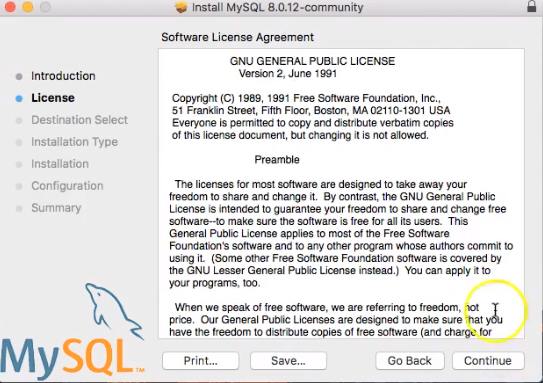 Install MySQL 8.0.12-community
Software License Agreement
Introduction
License
Destination Select
Installation Type
Installation
Configuration
Summary
GNU GENERAL PUBLIC LICENSE
Version 2, June 1991
Copyright (C) 1989, 1991 Free Software Foundation, Inc.,
51 Franklin Street, Fifth Floor, Boston, MA 02110-1301 USA
Everyone is permitted to copy and distribute verbatim copies
of this license document, but changing it is not allowed.
Preamble
The licenses for most software are designed to take away your
freedom to share and change it. By contrast, the GNU General Public
License is intended to guarantee your freedom to share and change free
software--to make sure the software is free for all its users. This
General Public License applies to most of the Free Software
Foundation's software and to any other program whose authors commit to
using it. (Some other Free Software Foundation software is covered by
the GNU Lesser General Public License instead.) You can apply it to
your programs, too.
When we speak of free software, we are referring to freedom, not
price. Our General Public Licenses are designed to make sure that you
have the freedom to distribute copies of free software (and charge for
MySQL™
Print...
Save...
Go Back
Continue